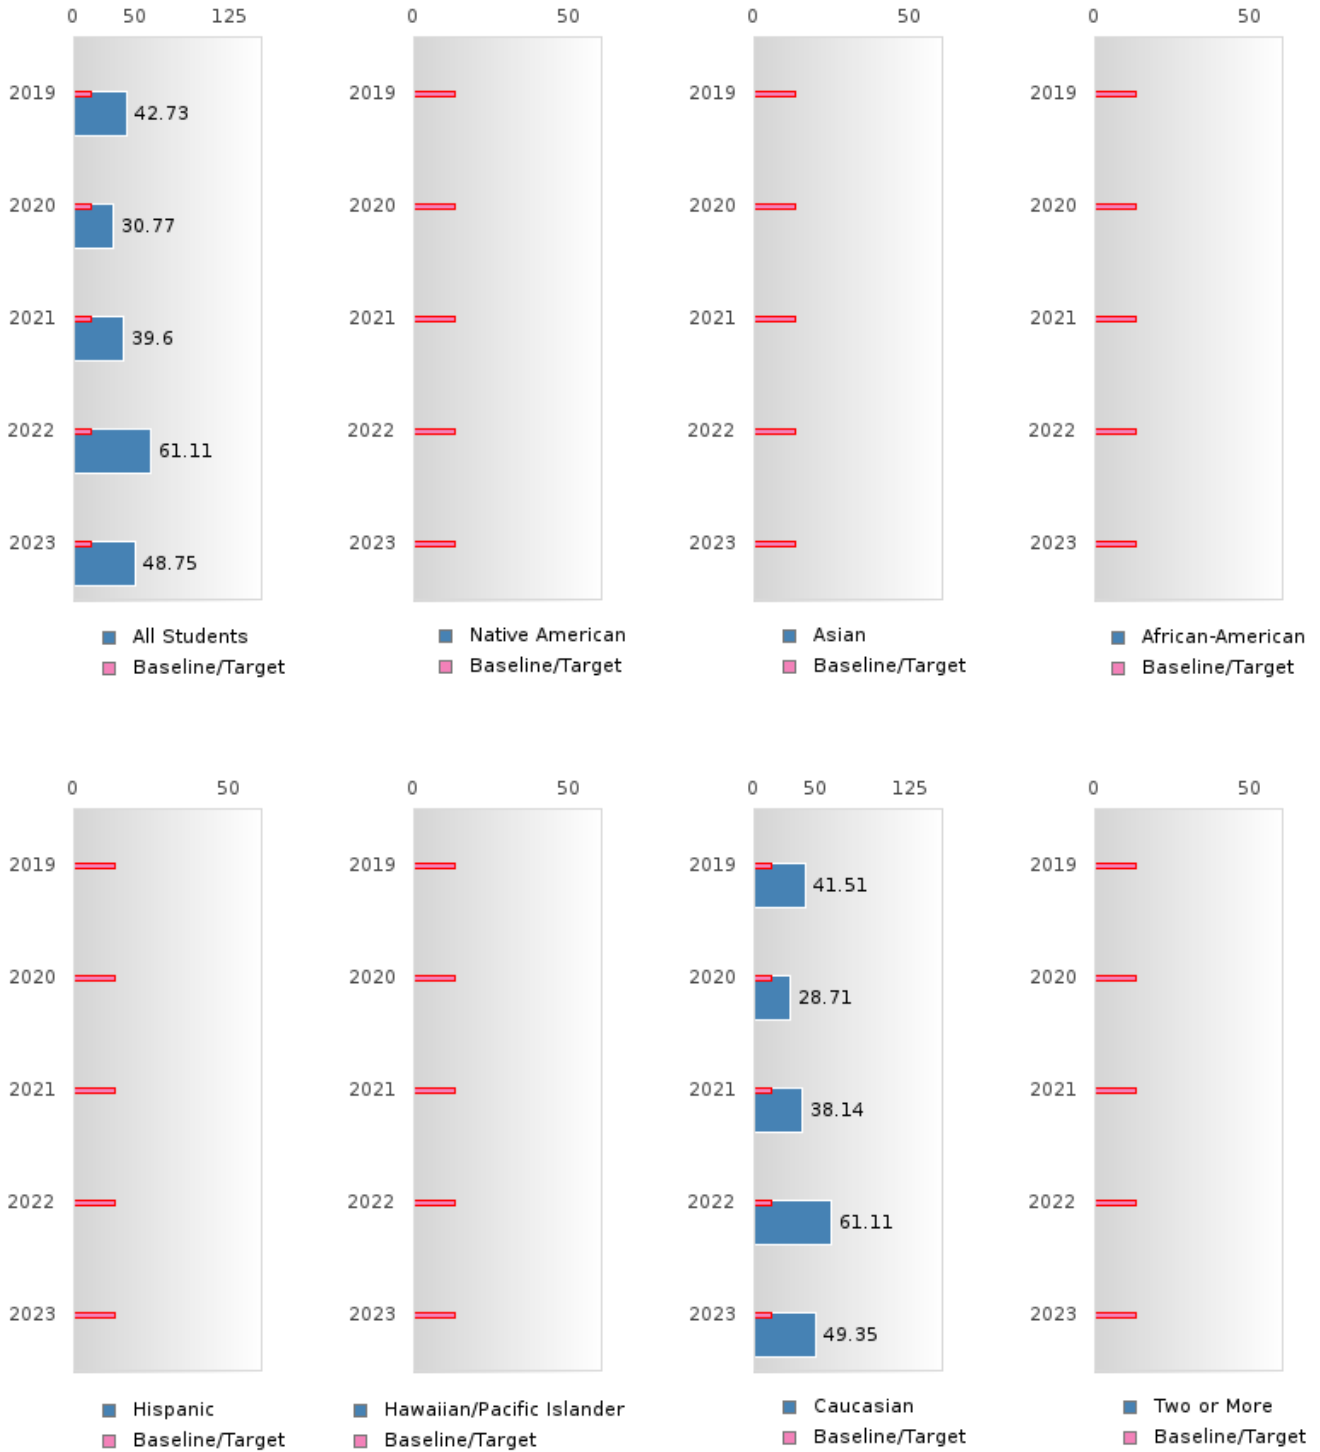 0 50 125
2019 42.73
2020 30.77
2021 39.6
2022 61.11
2023 48.75
All Students
Baseline/Target
0 50
2019
2020
2021
2022
2023
Native American
Baseline/Target
0 50
2019
2020
2021
2022
2023
Asian
Baseline/Target
0 50
2019
2020
2021
2022
2023
African-American
Baseline/Target
0 50
2019
2020
2021
2022
2023
Hispanic
Baseline/Target
0 50
2019
2020
2021
2022
2023
Hawaiian/Pacific Islander
Baseline/Target
0 50 125
2019 41.51
2020 28.71
2021 38.14
2022 61.11
2023 49.35
Caucasian
Baseline/Target
0 50
2019
2020
2021
2022
2023
Two or More
Baseline/Target